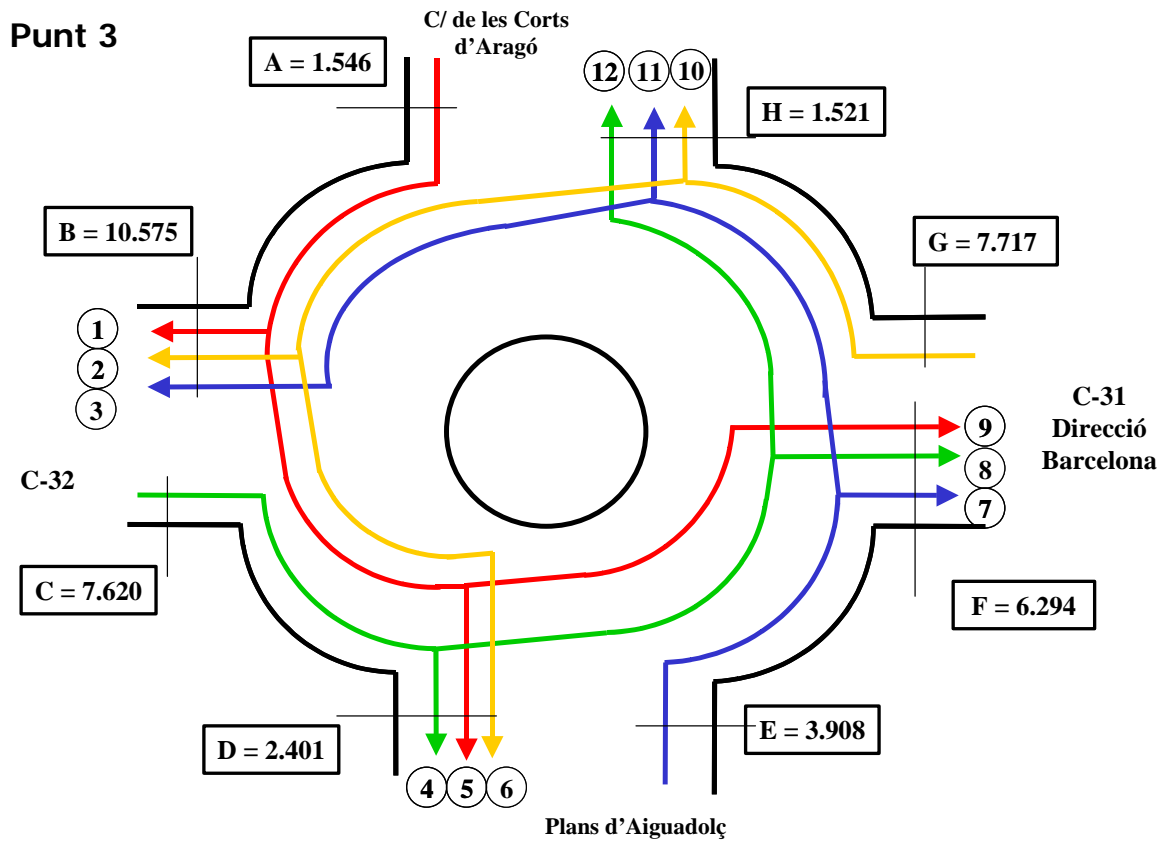 Punt 3
C/ de les Corts
d’Aragó
A = 1.546
12
11
10
H = 1.521
B = 10.575
G = 7.717
1
2
3
C-31
Direcció
Barcelona
9
8
7
C-32
C = 7.620
F = 6.294
D = 2.401
E = 3.908
4
5
6
Plans d’Aiguadolç